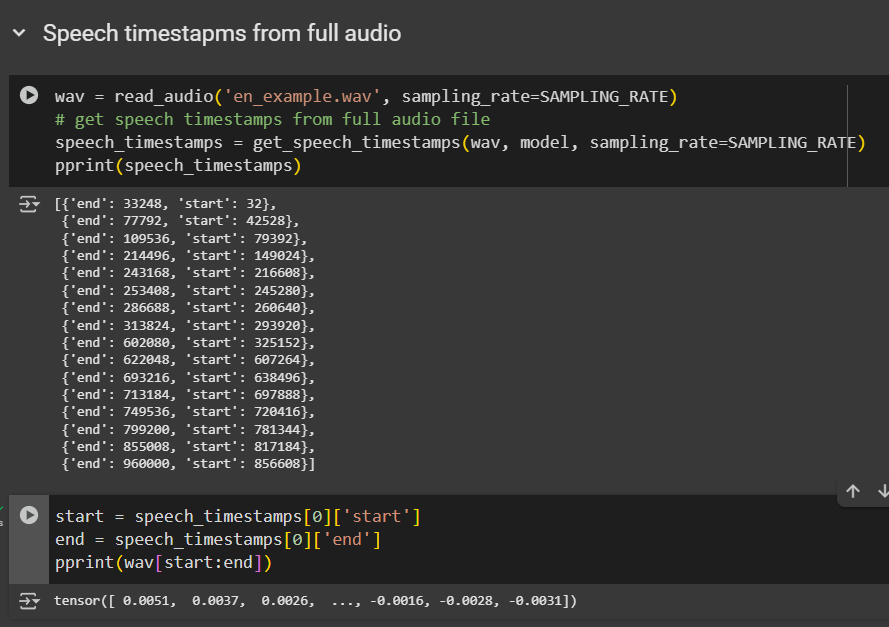 Speech timestapms from full audio
wav = read_audio('en_example.wav', sampling_rate=SAMPLING_RATE)
# get speech timestamps from full audio file
speech_timestamps = get_speech_timestamps(wav, model, sampling_rate=SAMPLING_RATE)
pprint(speech_timestamps)
[{'end': 33248, 'start': 32},
{'end': 77792, 'start': 42528},
{'end': 109536, 'start': 79392},
{'end': 214496, 'start': 149024},
{'end': 243168, 'start': 216608},
{'end': 253408, 'start': 245280},
{'end': 286688, 'start': 260640},
{'end': 313824, 'start': 293920},
{'end': 602080, 'start': 325152},
{'end': 622048, 'start': 607264},
{'end': 693216, 'start': 638496},
{'end': 713184, 'start': 697888},
{'end': 749536, 'start': 720416},
{'end': 799200, 'start': 781344},
{'end': 855008, 'start': 817184},
{'end': 960000, 'start': 856608}]
start = speech_timestamps[0]['start']
end = speech_timestamps[0]['end']
pprint(wav[start:end])
tensor([ 0.0051,  0.0037,  0.0026,  ..., -0.0016, -0.0028, -0.0031])